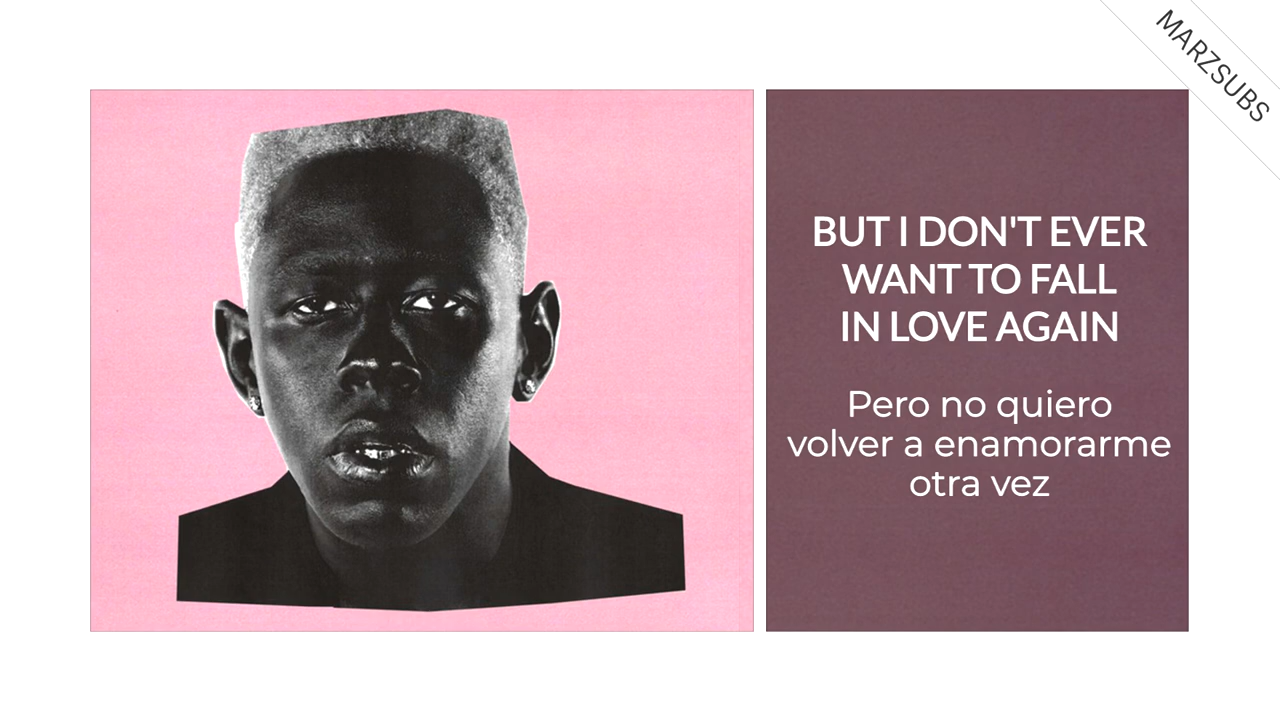 MARZSUBS
BUT I DON'T EVER
WANT TO FALL
IN LOVE AGAIN
Pero no quiero
volver a enamorarme
otra vez